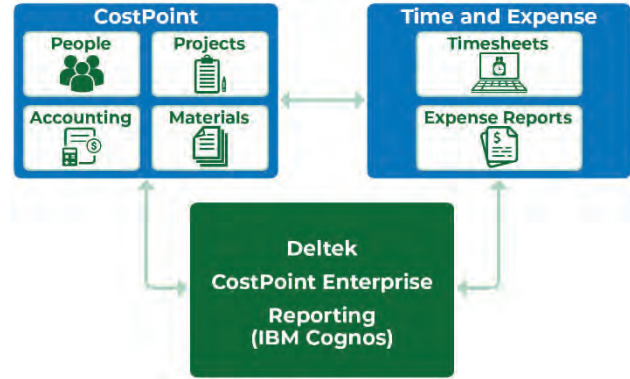 CostPoint
People
Projects
Accounting
Materials
Time and Expense
Timesheets
Expense Reports
Deltek
CostPoint Enterprise
Reporting
(IBM Cognos)